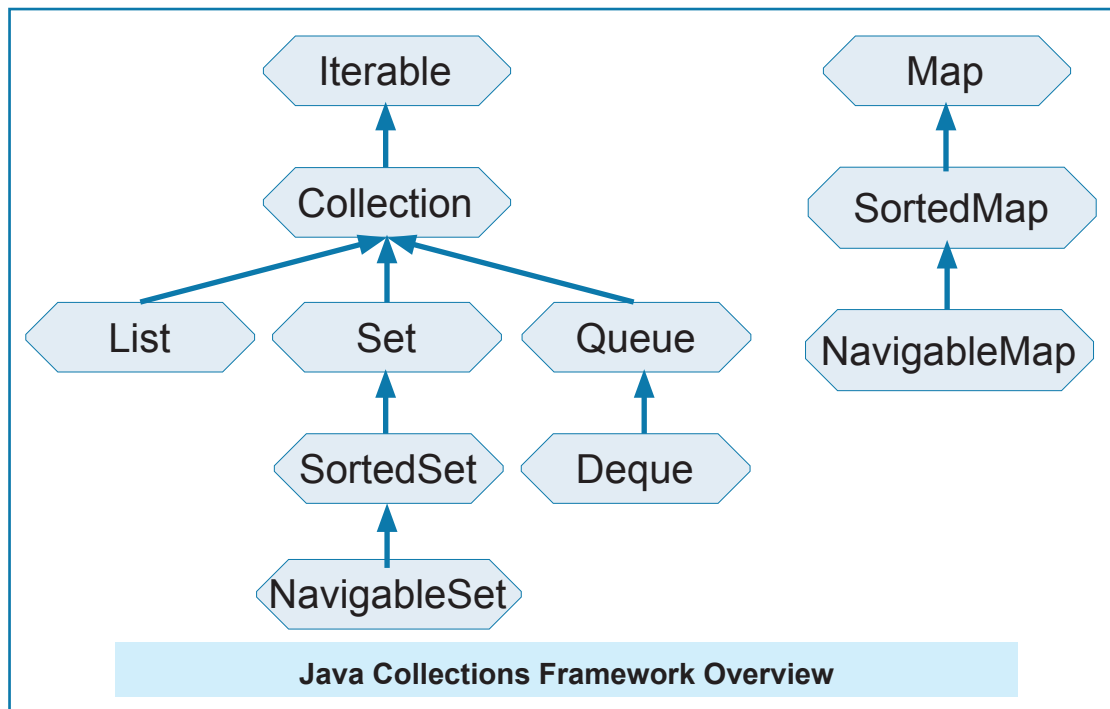 Iterable
Map
Collection
SortedMap
List
Set
Queue
NavigableMap
SortedSet
Deque
NavigableSet
Java Collections Framework Overview